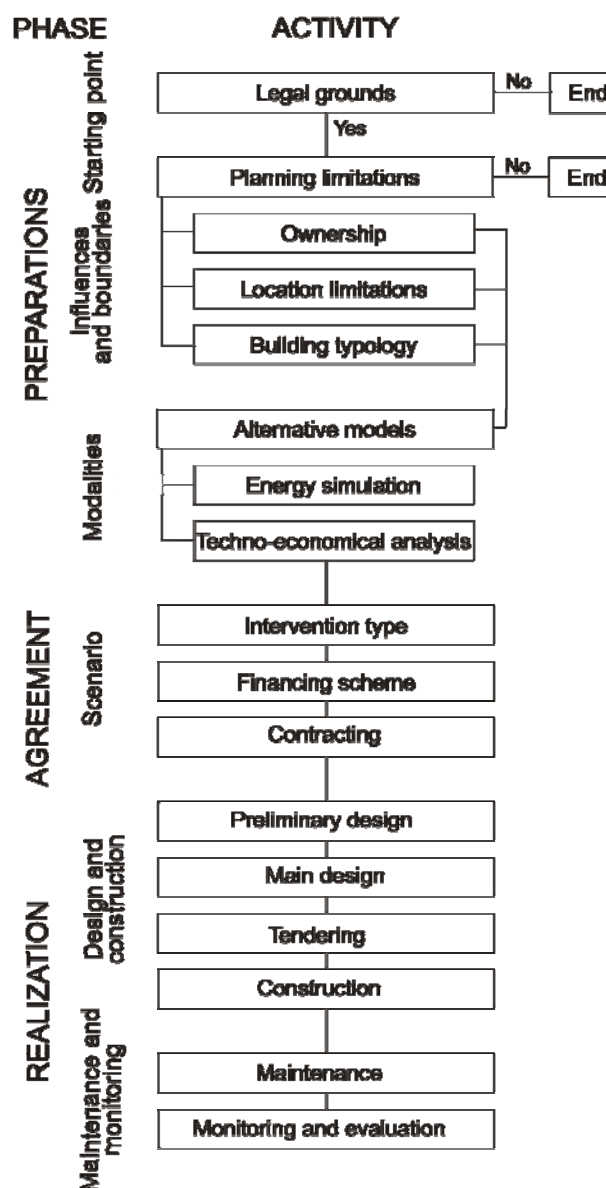 PHASE ACTIVITY
Starting point
Legal grounds
No
End
Yes
Planning limitations
No
End
PREPARATIONS
Influences
and boundaries
Ownership
Location limitations
Building typology
Modalities
Alternative models
Energy simulation
Techno-economical analysis
AGREEMENT
Scenario
Intervention type
Financing scheme
Contracting
REALIZATION
Design and
construction
Preliminary design
Main design
Tendering
Construction
Maintenance and
monitoring
Maintenance
Monitoring and evaluation